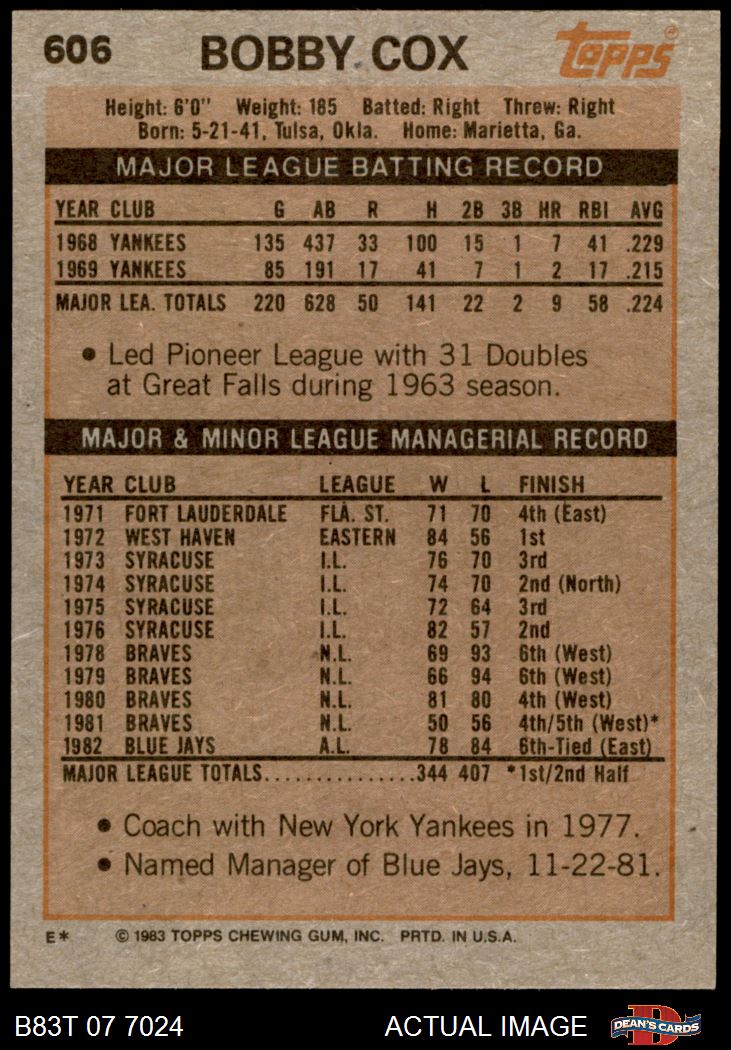 606 BOBBY COX Topps®
Height: 6'0" Weight: 185 Batted: Right Threw: Right
Born: 5-21-41, Tulsa, Okla. Home: Marietta, Ga.
MAJOR LEAGUE BATTING RECORD
YEAR CLUB G AB R H 2B 3B HR RBI AVG
1968 YANKEES 135 437 33 100 15 1 7 41 .229
1969 YANKEES 85 191 17 41 7 1 2 17 .215
MAJOR LEA. TOTALS 220 628 50 141 22 2 9 58 .224
• Led Pioneer League with 31 Doubles
at Great Falls during 1963 season.
MAJOR & MINOR LEAGUE MANAGERIAL RECORD
YEAR CLUB LEAGUE W L FINISH
1971 FORT LAUDERDALE FLA. ST. 71 70 4th (East)
1972 WEST HAVEN EASTERN 84 56 1st
1973 SYRACUSE I.L. 76 70 3rd
1974 SYRACUSE I.L. 74 70 2nd (North)
1975 SYRACUSE I.L. 72 64 3rd
1976 SYRACUSE I.L. 82 57 2nd
1978 BRAVES N.L. 69 93 6th (West)
1979 BRAVES N.L. 66 94 6th (West)
1980 BRAVES N.L. 81 80 4th (West)
1981 BRAVES N.L. 50 56 4th/5th (West)*
1982 BLUE JAYS A.L. 78 84 6th-Tied (East)
MAJOR LEAGUE TOTALS...............344 407 *1st/2nd Half
• Coach with New York Yankees in 1977.
• Named Manager of Blue Jays, 11-22-81.
E* © 1983 TOPPS CHEWING GUM, INC. PRTD. IN U.S.A.
B83T 07 7024 ACTUAL IMAGE D DEAN'S CARDS